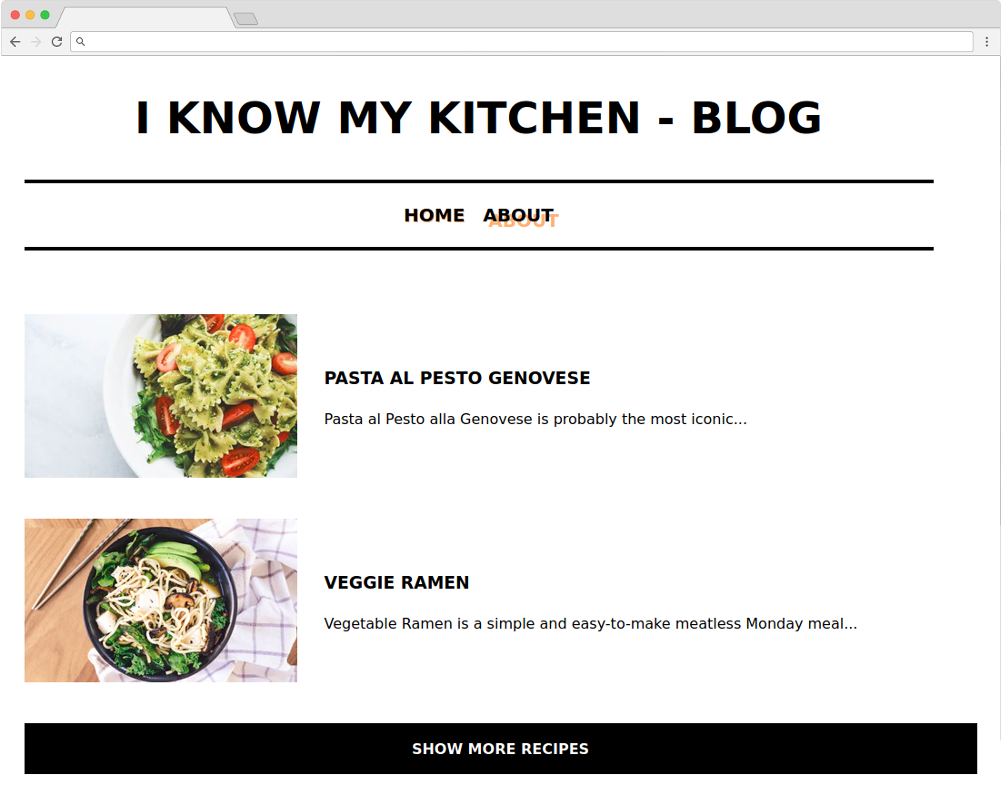 I KNOW MY KITCHEN - BLOG
HOME ABOUT
PASTA AL PESTO GENOVESE
Pasta al Pesto alla Genovese is probably the most iconic...
VEGGIE RAMEN
Vegetable Ramen is a simple and easy-to-make meatless Monday meal...
SHOW MORE RECIPES